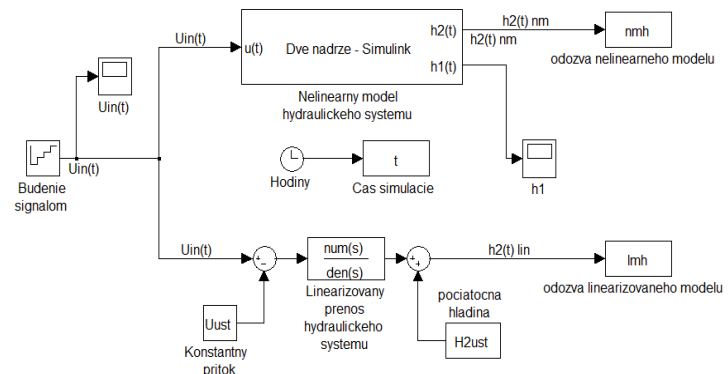 h2(t) nm
Uin(t)
u(t)
Dve nadrze - Simulink
h2(t)
h2(t) nm
nmh
h1(t)
odozva nelinearneho modelu
Nelinearny model
hydraulickeho systemu
Uin(t)
Uin(t)
Budenie
signalom
t
Hodiny
Cas simulacie
h1
Uin(t)
+
−
num(s)
den(s)
+
+
h2(t) lin
lmh
odozva linearizovaneho modelu
Linearizovany
prenos
hydraulickeho
systemu
pociatocna
hladina
Uust
H2ust
Konstantny
pritok